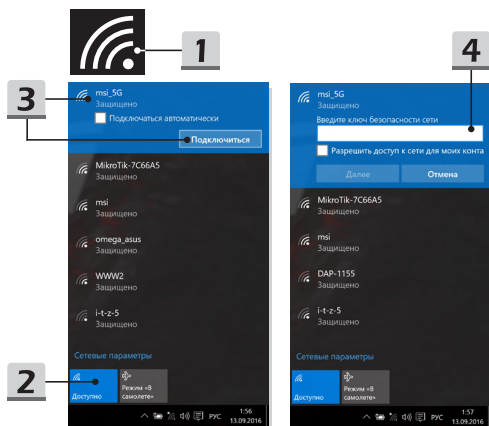 1
3
msi_5G
Защищено
Подключаться автоматически
Подключиться
MikroTik-7C66A5
Защищено
msi
Защищено
omega_asus
Защищено
WWW2
Защищено
i-t-z-5
Защищено
Сетевые параметры
2
Доступно
Режим «В
самолете»
РУС
1:56
13.09.2016
4
msi_5G
Защищено
Введите ключ безопасности сети
Разрешить доступ к сети для моих конта
Далее
Отмена
MikroTik-7C66A5
Защищено
msi
Защищено
DAP-1155
Защищено
i-t-z-5
Защищено
Сетевые параметры
Доступно
Режим «В
самолете»
РУС
1:57
13.09.2016